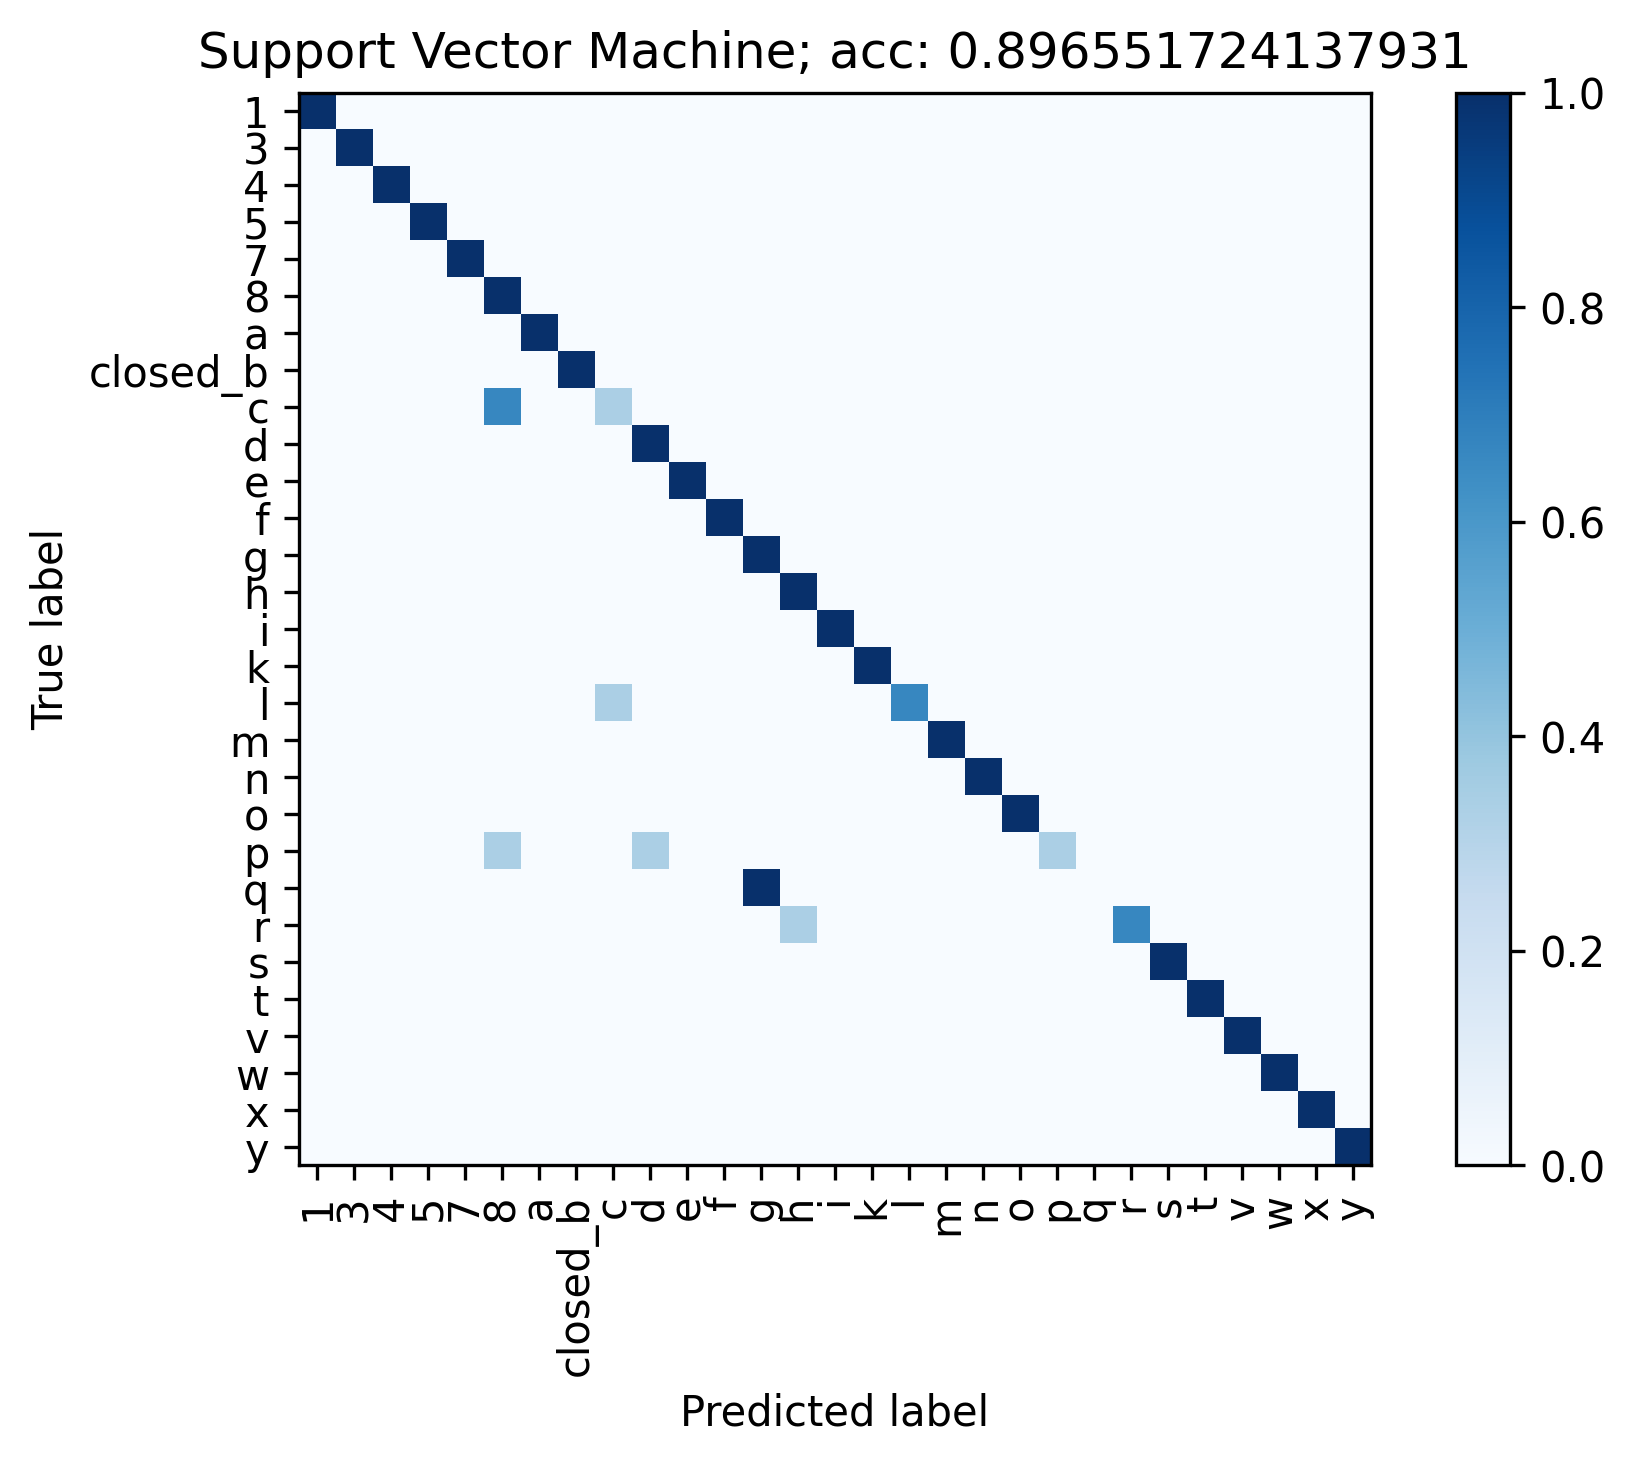 Support Vector Machine; acc: 0.896551724137931
1
3
4
5
7
8
a
closed_b
c
d
e
f
g
h
i
k
l
m
n
o
p
q
r
s
t
v
w
x
y
True label
1 3 4 5 7 8 a closed_b c d e f g h i k l m n o p q r s t v w x y
Predicted label
1.0
0.8
0.6
0.4
0.2
0.0